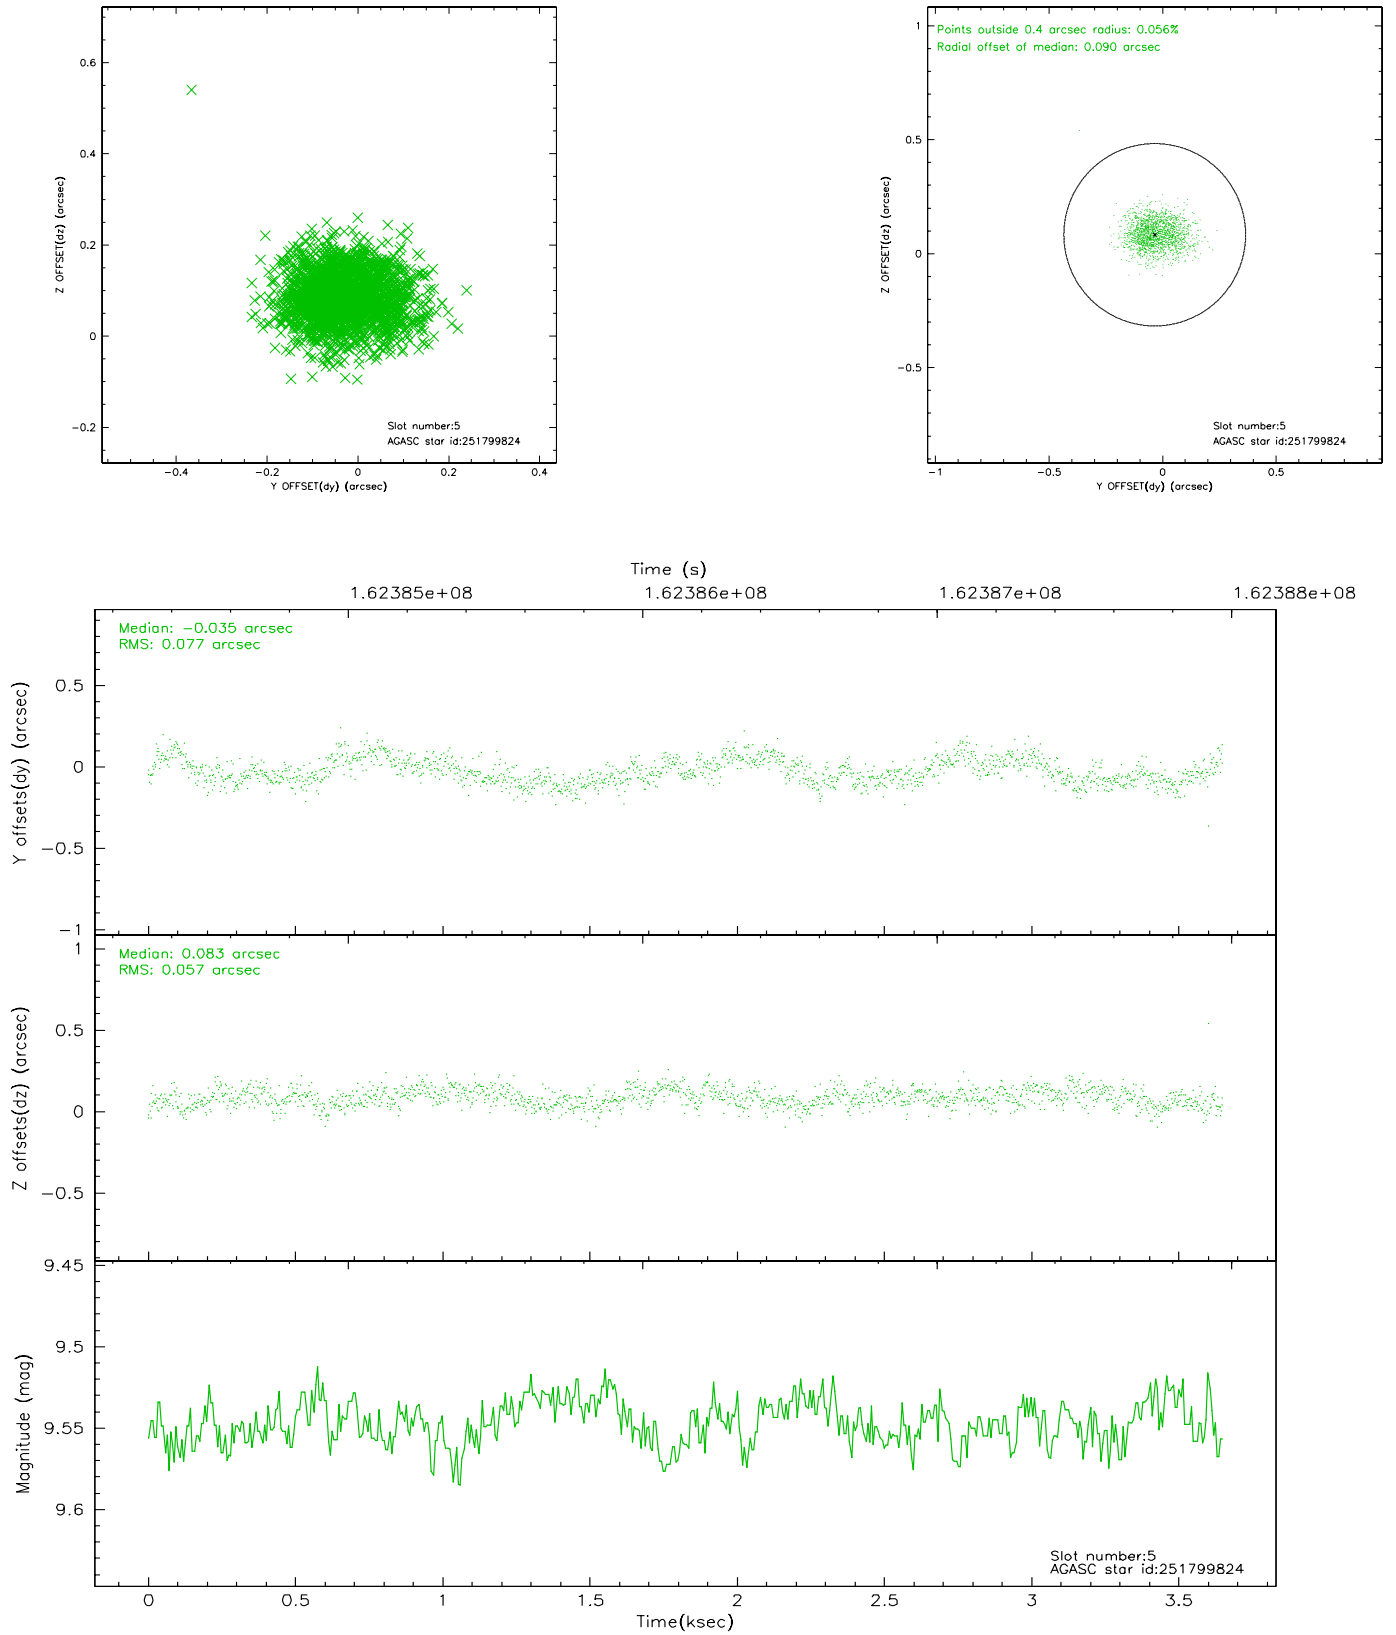 0.6
0.4
0.2
0
−0.2
−0.4
−0.2
0
0.2
0.4
Z OFFSET(dz) (arcsec)
Y OFFSET(dy) (arcsec)
Slot number:5
AGASC star id:251799824
Points outside 0.4 arcsec radius: 0.056%
Radial offset of median: 0.090 arcsec
1
0.5
0
−0.5
−1
−0.5
0
0.5
Z OFFSET(dz) (arcsec)
Y OFFSET(dy) (arcsec)
Slot number:5
AGASC star id:251799824
Time (s)
1.62385e+08
1.62386e+08
1.62387e+08
1.62388e+08
Median: −0.035 arcsec
RMS: 0.077 arcsec
0.5
0
−0.5
−1
Y offsets(dy) (arcsec)
Median: 0.083 arcsec
RMS: 0.057 arcsec
1
0.5
0
−0.5
Z offsets(dz) (arcsec)
9.45
9.5
9.55
9.6
Magnitude (mag)
Slot number:5
AGASC star id:251799824
0
0.5
1
1.5
2
2.5
3
3.5
Time(ksec)